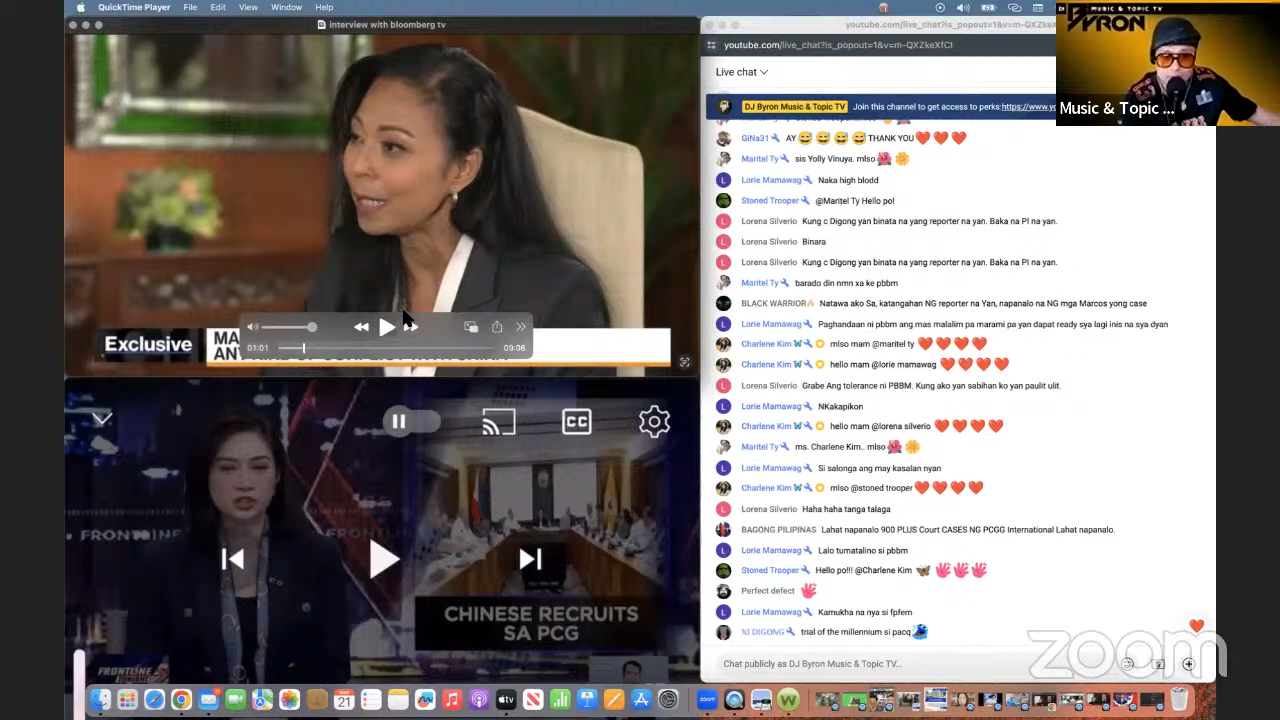 QuickTime Player File Edit View Window Help
interview with bloomberg tv
Exclusive
01:01
09:06
CC
FRONTLINE
CHINESE RECRUITS
SA PCG
FRONTLINE
TONIGHT
youtube.com/live_chat?is_popout=1&v=m-QXZke
youtube.com/live_chat?is_popout=1&v=m-QXZkeXfCI
Live chat
DJ Byron Music & Topic TV Join this channel to get access to perks:
GiNa31 AY 😅 😅 😅 😅 THANK YOU ❤️ ❤️ ❤️
Maritel Ty sis Yolly Vinuya. mlso 🌺 🌼
Lorie Mamawag Naka high blodd
Stoned Trooper @Maritel Ty Hello po!
Lorena Silverio Kung c Digong yan binata na yang reporter na yan. Baka na PI na yan.
Lorena Silverio Binara
Lorena Silverio Kung c Digong yan binata na yang reporter na yan. Baka na PI na yan.
Maritel Ty barado din nmn xa ke pbbm
BLACK WARRIOR🔥 Natawa ako Sa, katangahan NG reporter na Yan, napanalo na NG mga Marcos yong case
Lorie Mamawag Paghandaan ni pbbm ang mas malalim pa marami pa yan dapat ready sya lagi inis na sya dyan
Charlene Kim mlso mam @maritel ty ❤️ ❤️ ❤️ ❤️
Charlene Kim hello mam @lorie mamawag ❤️ ❤️ ❤️ ❤️
Lorena Silverio Grabe Ang tolerance ni PBBM. Kung ako yan sabihan ko yan paulit ulit.
Lorie Mamawag NKakapikon
Charlene Kim hello mam @lorena silverio ❤️ ❤️ ❤️ ❤️
Maritel Ty ms. Charlene Kim.. mlso 🌺 🌼
Lorie Mamawag Si salonga ang may kasalan nyan
Charlene Kim mlso @stoned trooper ❤️ ❤️ ❤️ ❤️
Lorena Silverio Haha haha tanga talaga
BAGONG PILIPINAS Lahat napanalo 900 PLUS Court CASES NG PCGG International Lahat napanalo.
Lorie Mamawag Lalo tumatalino si pbbm
Stoned Trooper Hello po!!! @Charlene Kim
Perfect defect
Lorie Mamawag Kamukha na nya si fpfem
XI DIGONG trial of the millennium si pacq
Chat publicly as DJ Byron Music & Topic TV...
MUSIC & TOPIC TV
BYRON
Music & Topic ...
zoom
21
tv
zoom